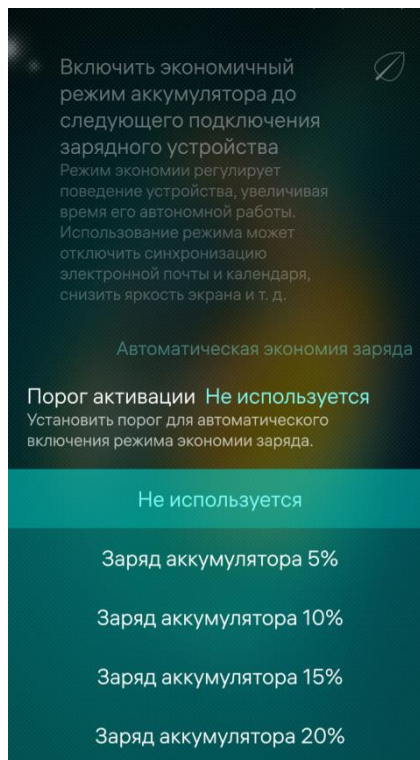 Включить экономичный
режим аккумулятора до
следующего подключения
зарядного устройства
Режим экономии регулирует
поведение устройства, увеличивая
время его автономной работы.
Использование режима может
отключить синхронизацию
электронной почты и календаря,
снизить яркость экрана и т. д.
Автоматическая экономия заряда
Порог активации Не используется
Установить порог для автоматического
включения режима экономии заряда.
Не используется
Заряд аккумулятора 5%
Заряд аккумулятора 10%
Заряд аккумулятора 15%
Заряд аккумулятора 20%